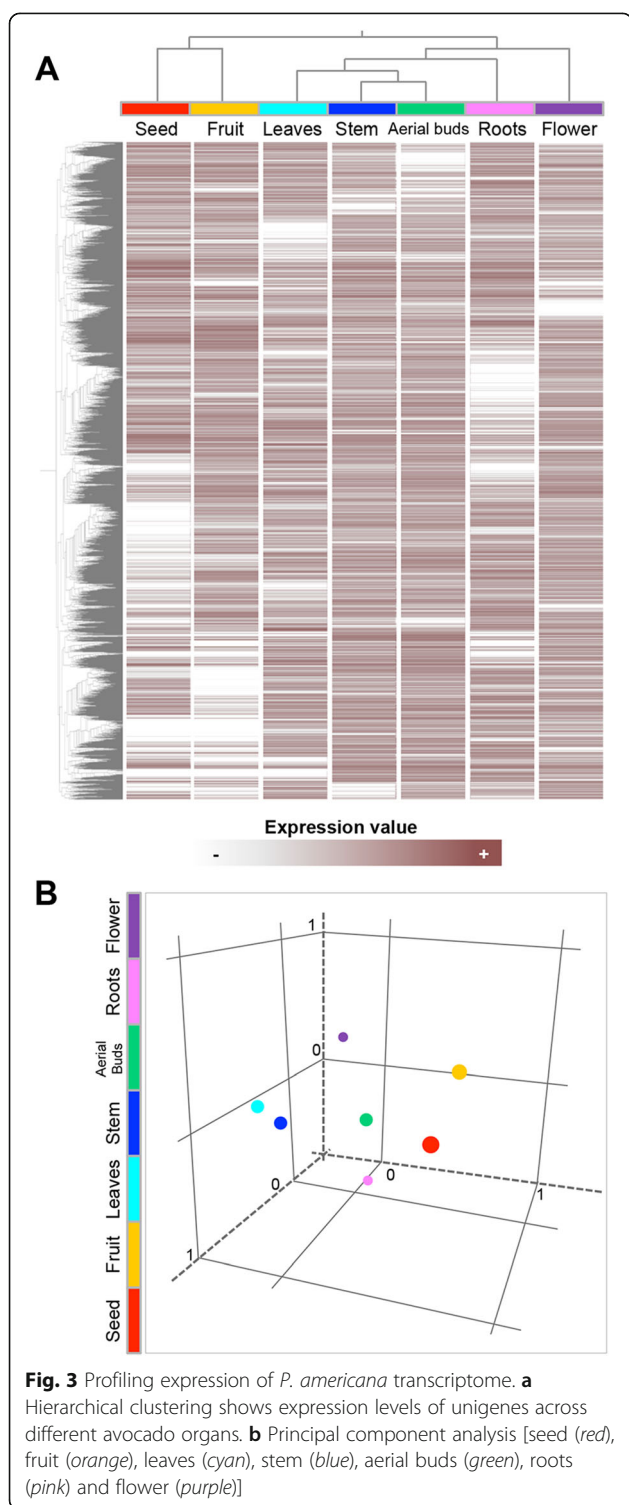 A
Seed Fruit Leaves Stem Aerial buds Roots Flower
Expression value
- +
B
Flower
Roots
Aerial
Buds
Stem
Leaves
Fruit
Seed
1
0
0
0
1
1
Fig. 3 Profiling expression of P. americana transcriptome. a
Hierarchical clustering shows expression levels of unigenes across
different avocado organs. b Principal component analysis [seed (red),
fruit (orange), leaves (cyan), stem (blue), aerial buds (green), roots
(pink) and flower (purple)]